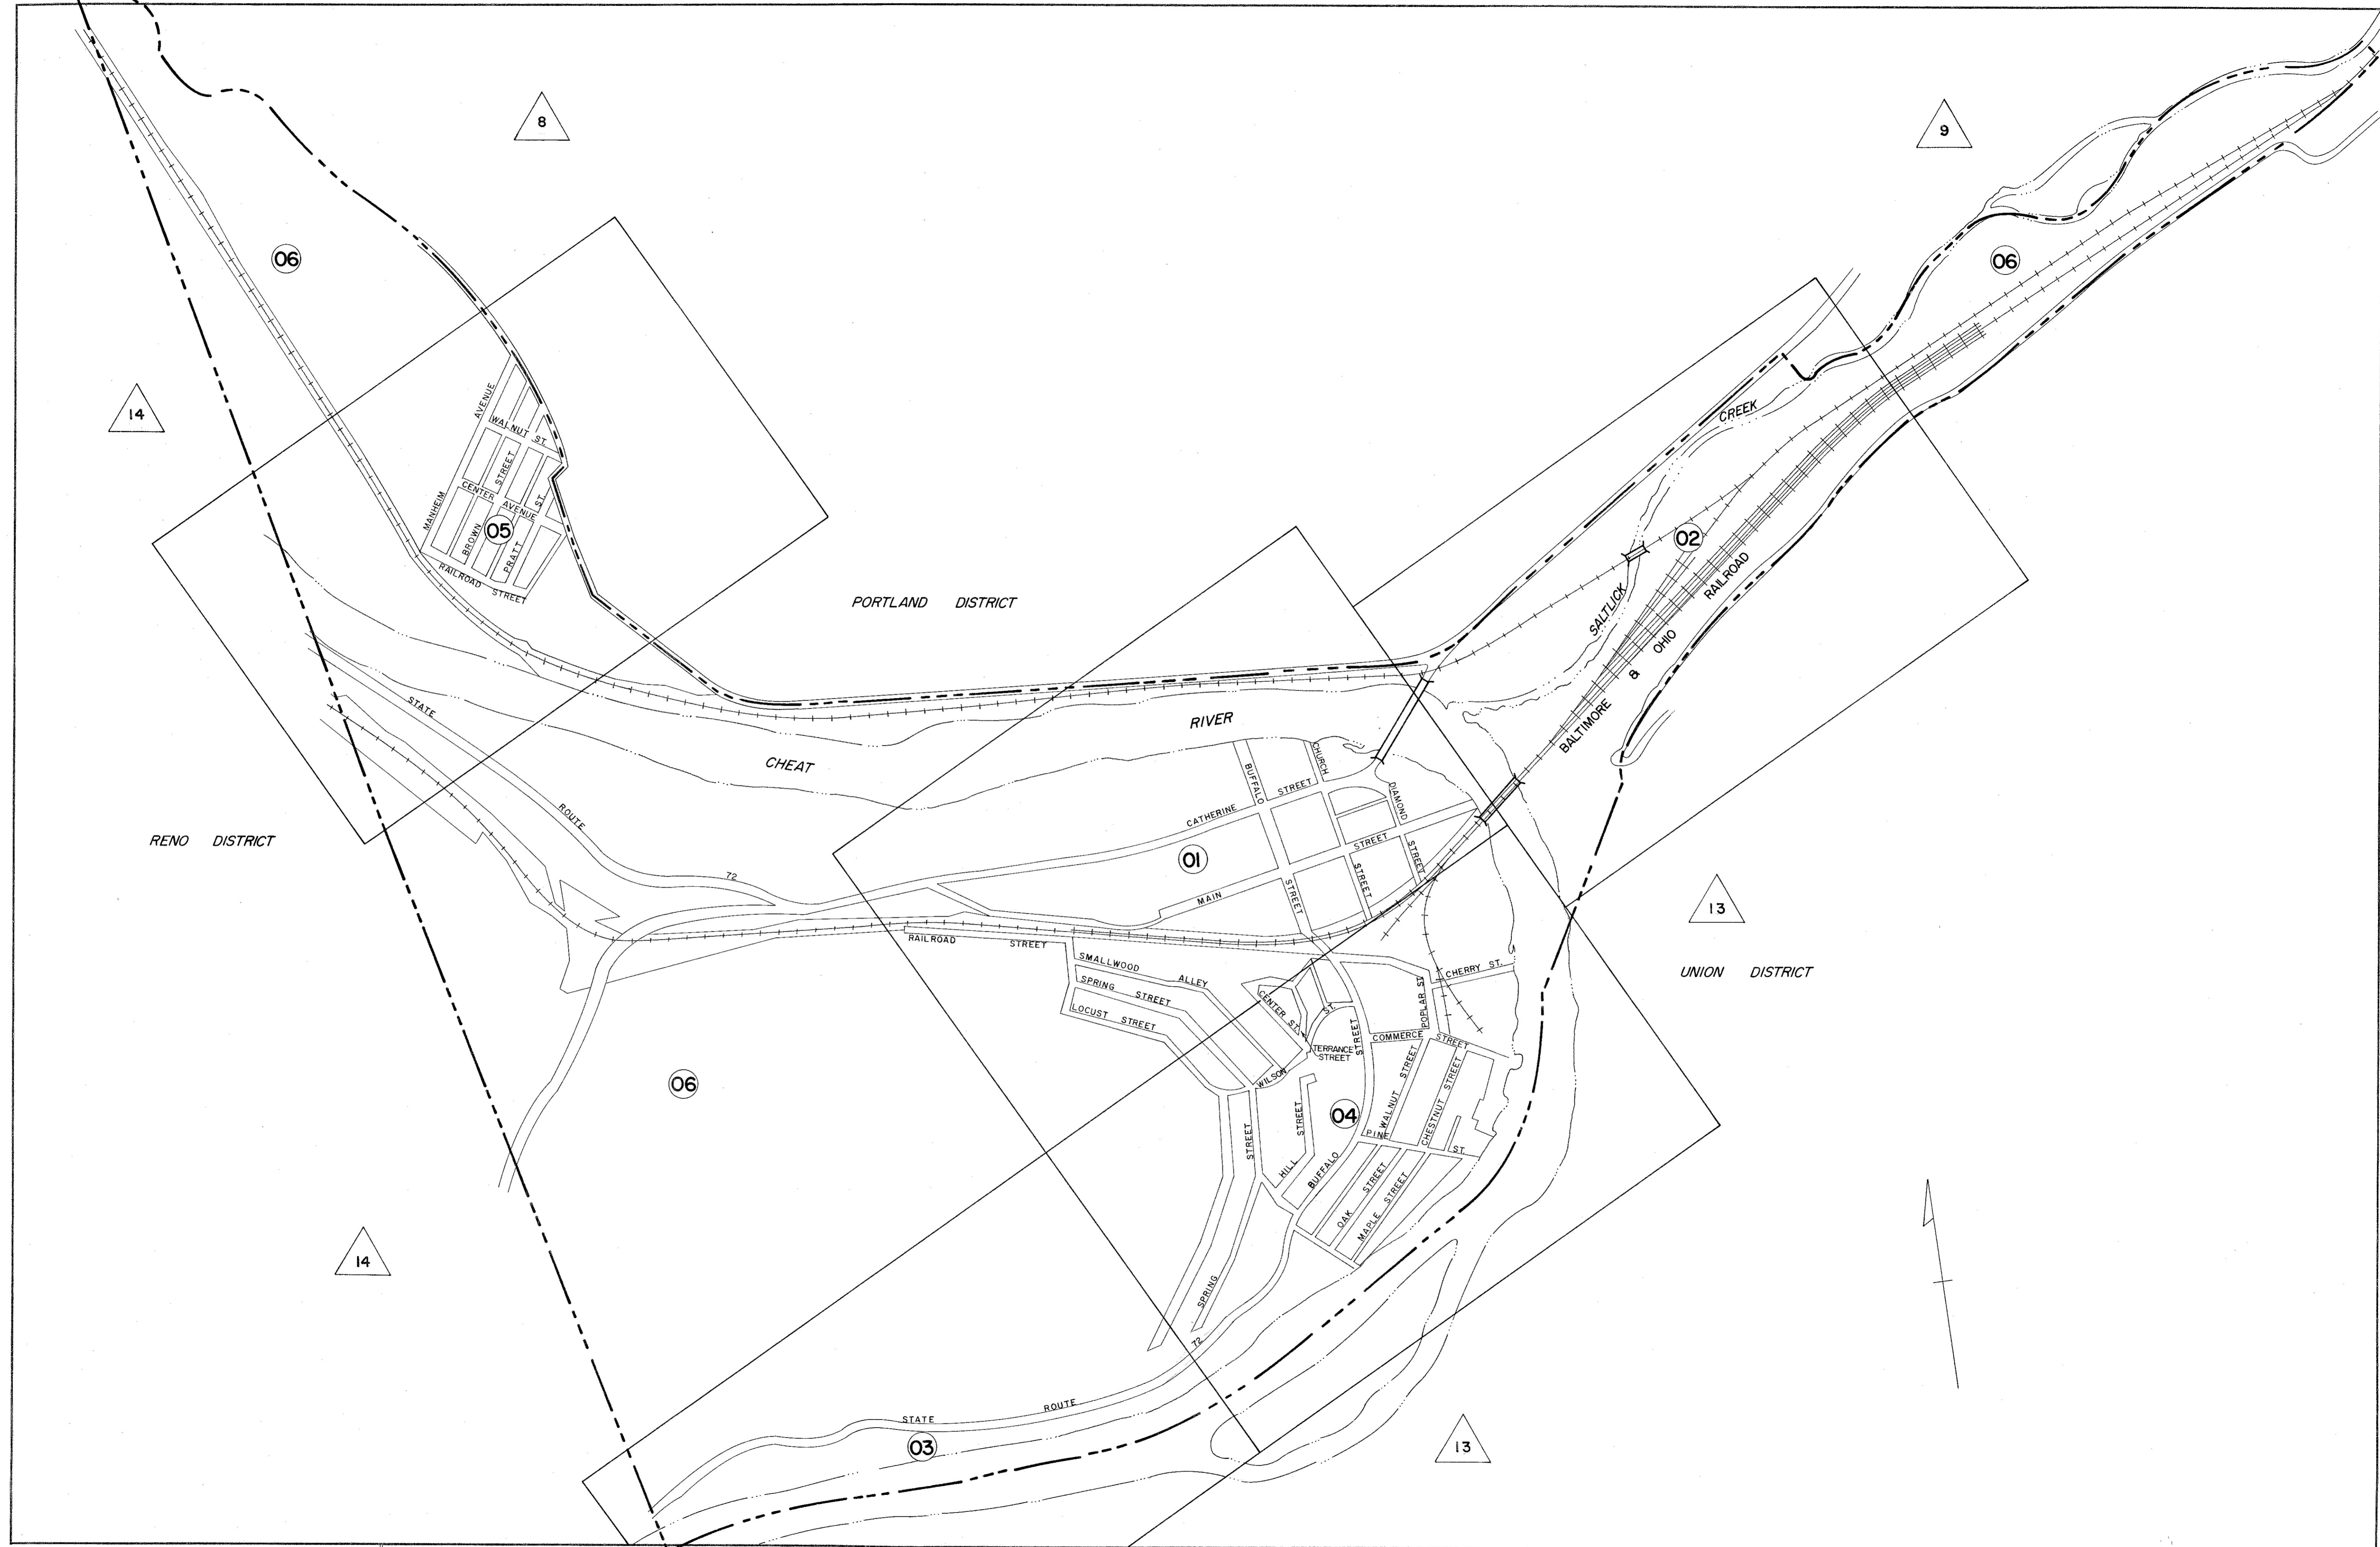 8
9
06
06
14
AVENUE
WALNUT ST.
STREET
CENTER AVENUE
ST.
MANHEIM
05
BROWN
PRATT
RAILROAD STREET
CREEK
02
SALTLICK
BALTIMORE & OHIO RAILROAD
PORTLAND DISTRICT
STATE ROUTE 72
CHEAT RIVER
RENO DISTRICT
BUFFALO
CHURCH
CATHERINE STREET
DIAMOND
01
MAIN STREET
STREET
STREET
STREET
13
UNION DISTRICT
RAILROAD STREET
SMALLWOOD ALLEY
SPRING STREET
LOCUST STREET
CENTER ST.
ST.
TERRANCE
STREET
STREET
POPLAR ST.
CHERRY ST.
COMMERCE STREET
WILSON
06
STREET
STREET
HILL
04
WALNUT STREET
CHESTNUT STREET
PINE ST.
BUFFALO
OAK STREET
MAPLE STREET
SPRING
14
72
STATE ROUTE
03
13